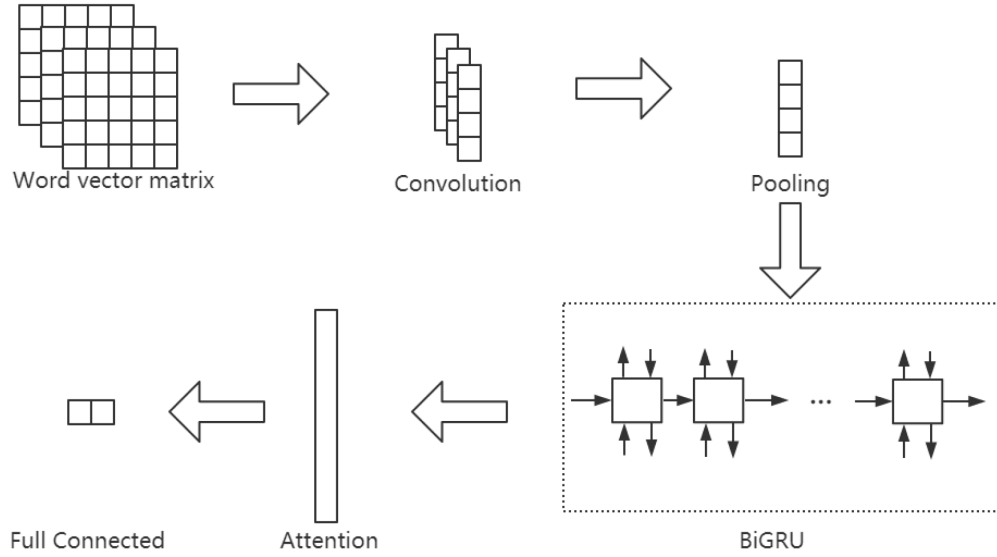 Word vector matrix
Convolution
Pooling
...
Full Connected
Attention
BiGRU